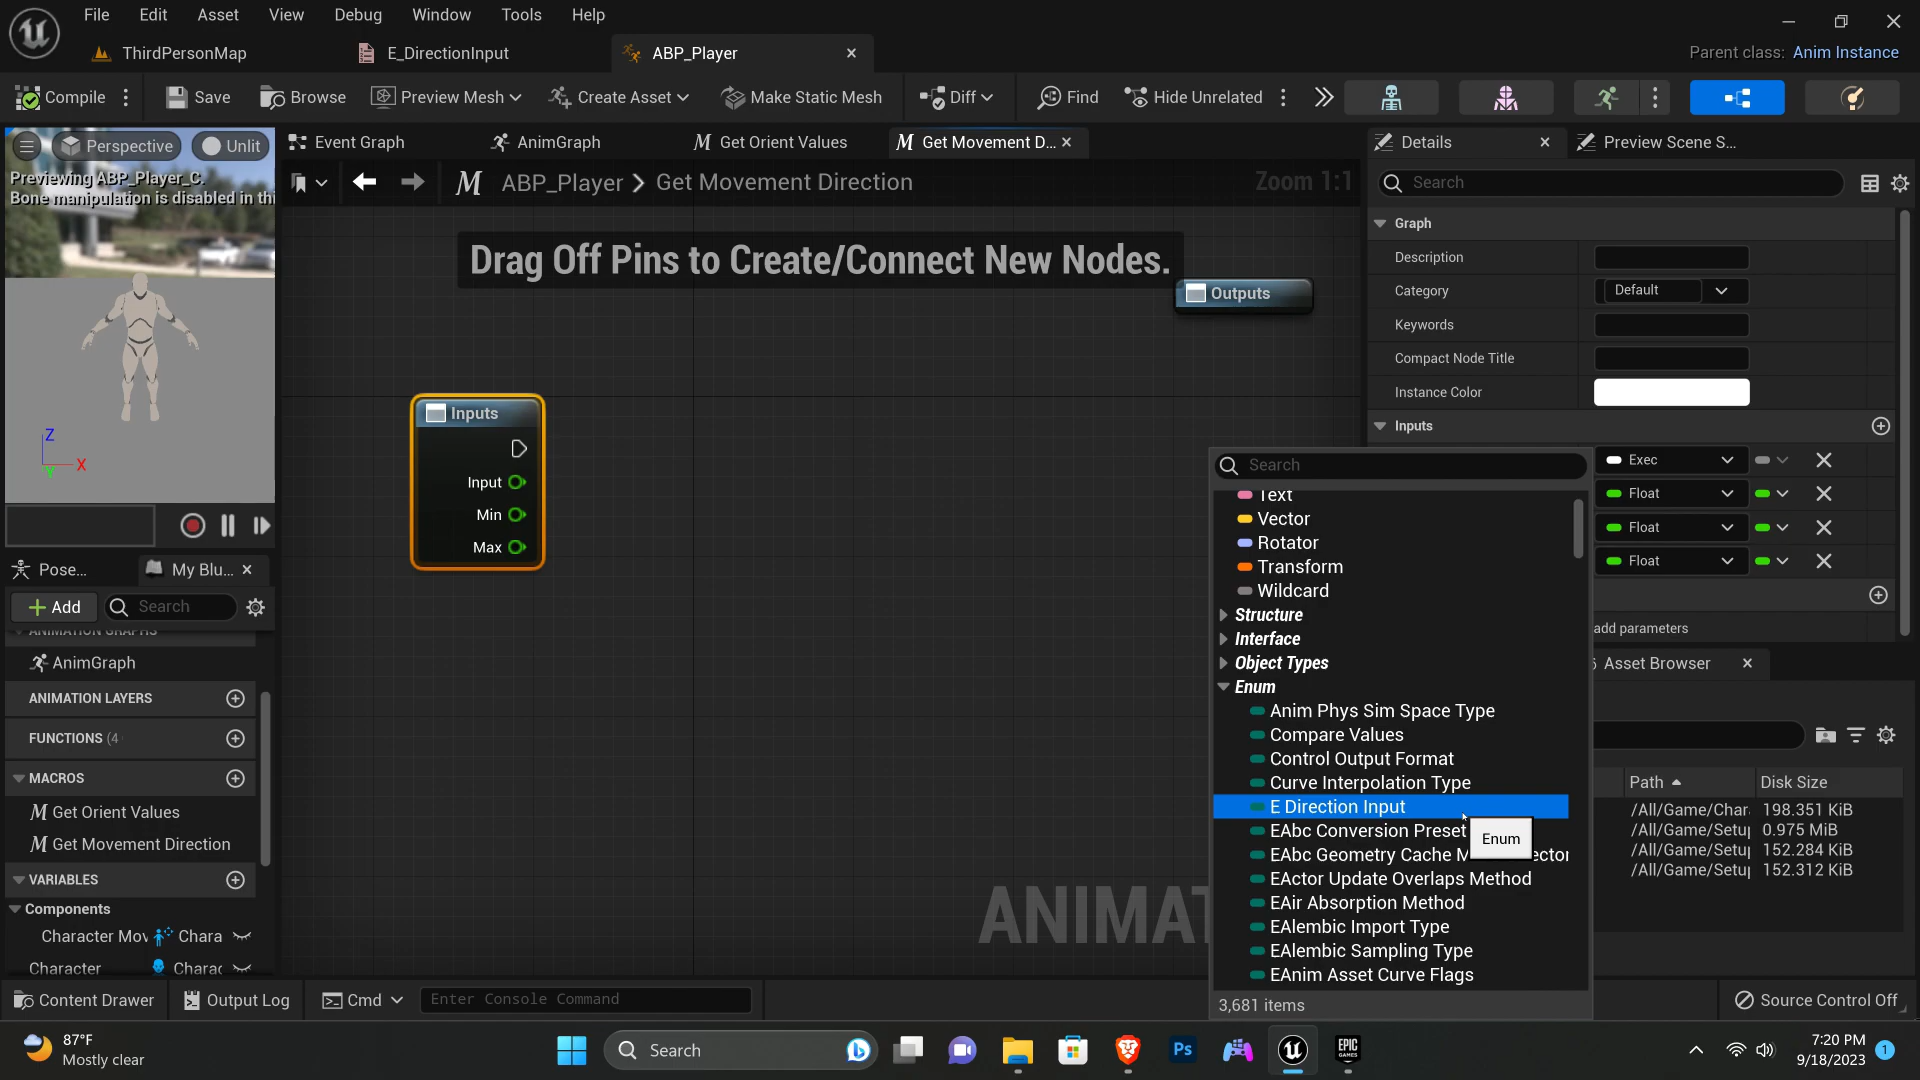 File Edit Asset View Debug Window Tools Help
ThirdPersonMap E_DirectionInput ABP_Player
Parent class: Anim Instance
Compile Save Browse Preview Mesh Create Asset Make Static Mesh Diff Find Hide Unrelated
Perspective Unlit
Previewing ABP_Player_C.
Bone manipulation is disabled in thi
Z
X
Y
Event Graph AnimGraph Get Orient Values Get Movement D...
ABP_Player > Get Movement Direction
Zoom 1:1
Drag Off Pins to Create/Connect New Nodes.
Outputs
Inputs
Input
Min
Max
ANIMAT
Details Preview Scene S...
Search
Graph
Description
Category Default
Keywords
Compact Node Title
Instance Color
Inputs
Exec
Float
Float
Float
add parameters
Search
Text
Vector
Rotator
Transform
Wildcard
Structure
Interface
Object Types
Enum
Anim Phys Sim Space Type
Compare Values
Control Output Format
Curve Interpolation Type
E Direction Input
EAbc Conversion Preset
Enum
EAbc Geometry Cache M ector
EActor Update Overlaps Method
EAir Absorption Method
EAlembic Import Type
EAlembic Sampling Type
EAnim Asset Curve Flags
3,681 items
Asset Browser
Path Disk Size
/All/Game/Char. 198.351 KiB
/All/Game/Setup 0.975 MiB
/All/Game/Setup 152.284 KiB
/All/Game/Setup 152.312 KiB
Pose... My Blu...
Add Search
ANIMATION GRAPHS
AnimGraph
ANIMATION LAYERS
FUNCTIONS (4
MACROS
Get Orient Values
Get Movement Direction
VARIABLES
Components
Character Mov Chara
Character Charac
Content Drawer Output Log Cmd Enter Console Command
Source Control Off
87°F
Mostly clear
Search
Ps
EPIC
GAMES
7:20 PM
9/18/2023
1